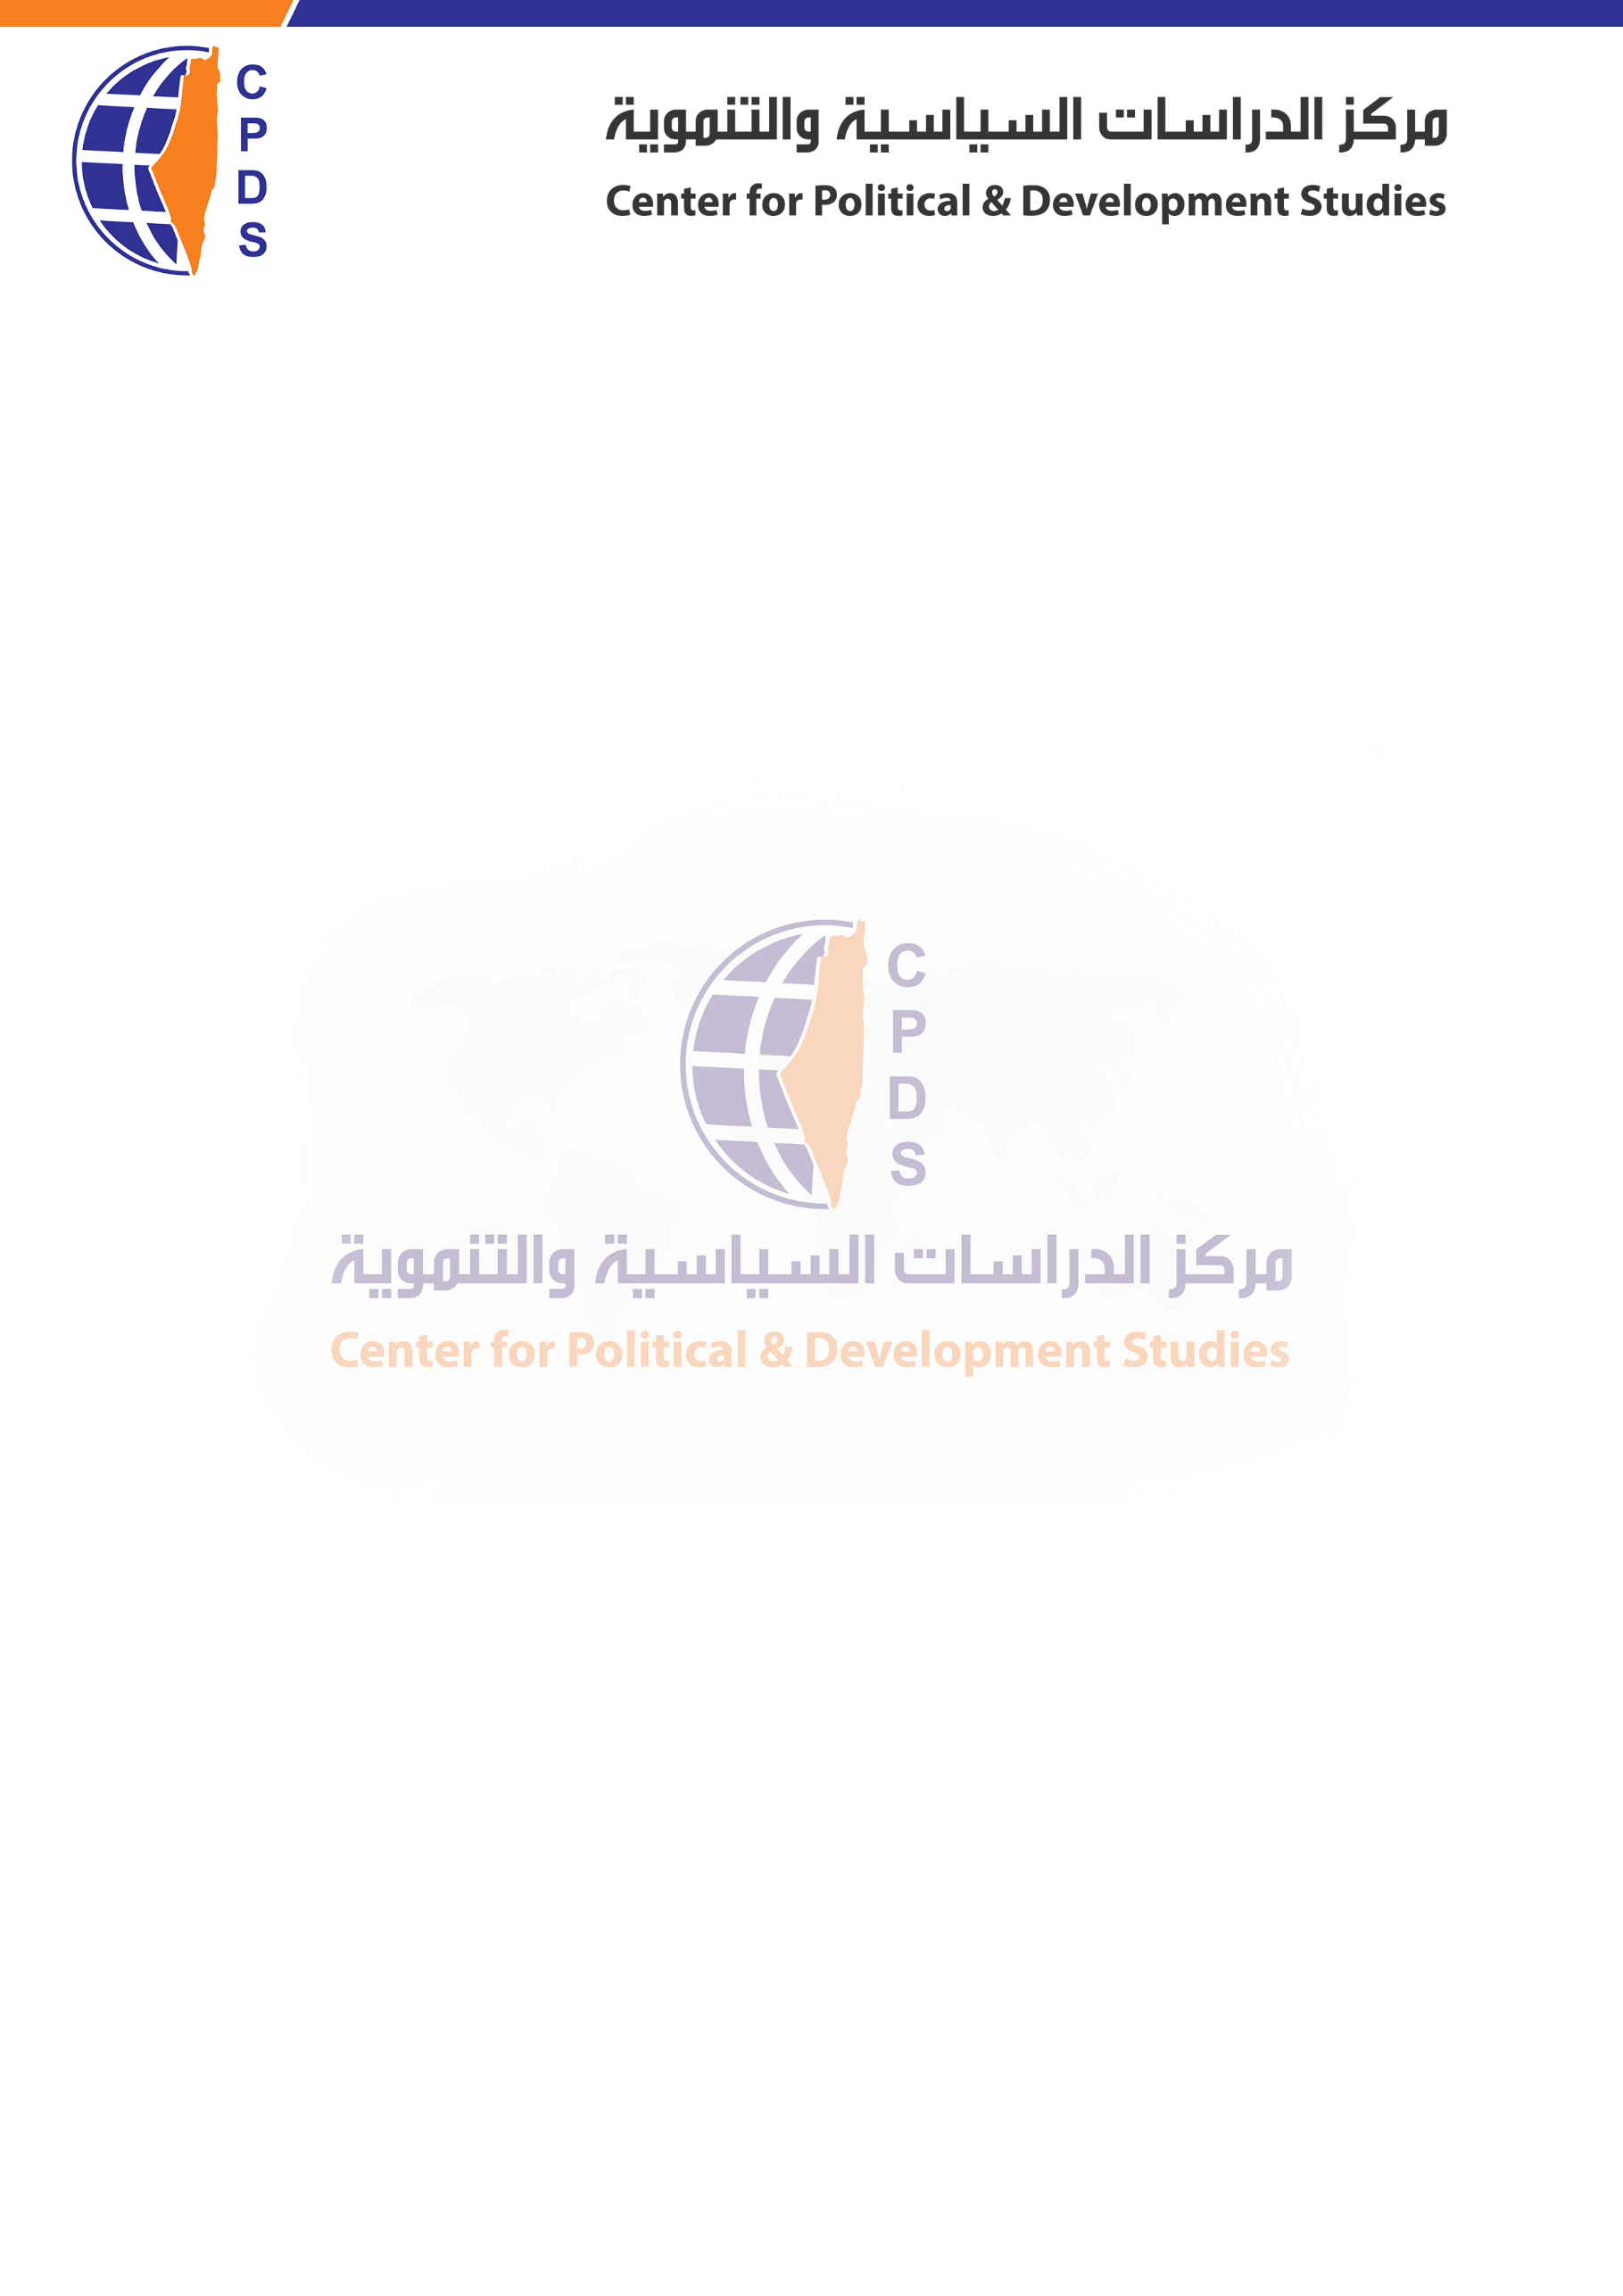 C
P
D
S
مركز الدراسات السياسية والتنموية
Center for Political & Development Studies
C
P
D
S
مركز الدراسات السياسية والتنموية
Center for Political & Development Studies